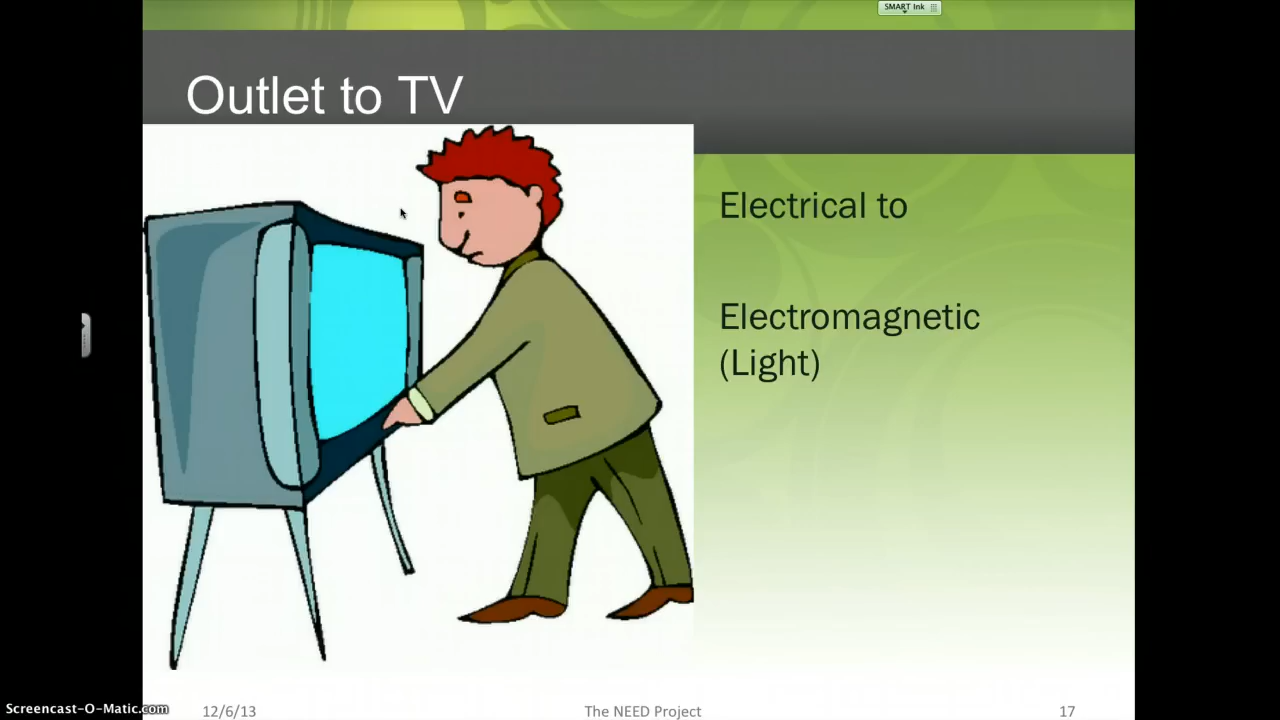 SMART Ink
Outlet to TV
Electrical to
Electromagnetic
(Light)
Screencast-O-Matic.com
12/6/13
The NEED Project
17